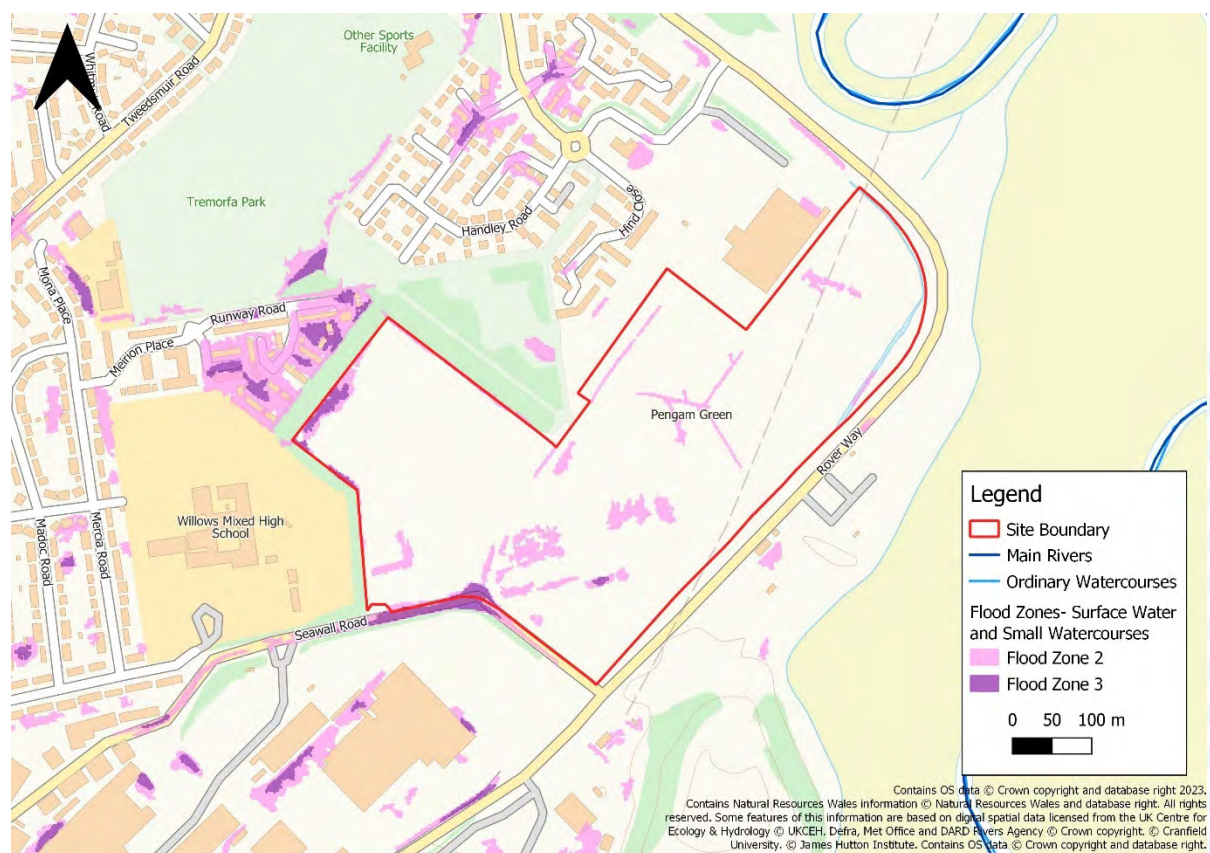 Other Sports
Facility
Whitmuir Road
Tweedsmuir Road
Tremorfa Park
Handley Road
Hind Close
Mona Place
Runway Road
Meirion Place
Pengam Green
Rover Way
Willows Mixed High
School
Madoc Road
Mercia Road
Seawall Road
Legend
Site Boundary
Main Rivers
Ordinary Watercourses
Flood Zones- Surface Water
and Small Watercourses
Flood Zone 2
Flood Zone 3
0 50 100 m
Contains OS data © Crown copyright and database right 2023.
Contains Natural Resources Wales information © Natural Resources Wales and database right. All rights
reserved. Some features of this information are based on digital spatial data licensed from the UK Centre for
Ecology & Hydrology © UKCEH. Defra, Met Office and DARD Rivers Agency © Crown copyright. © Cranfield
University. © James Hutton Institute. Contains OS data © Crown copyright and database right.